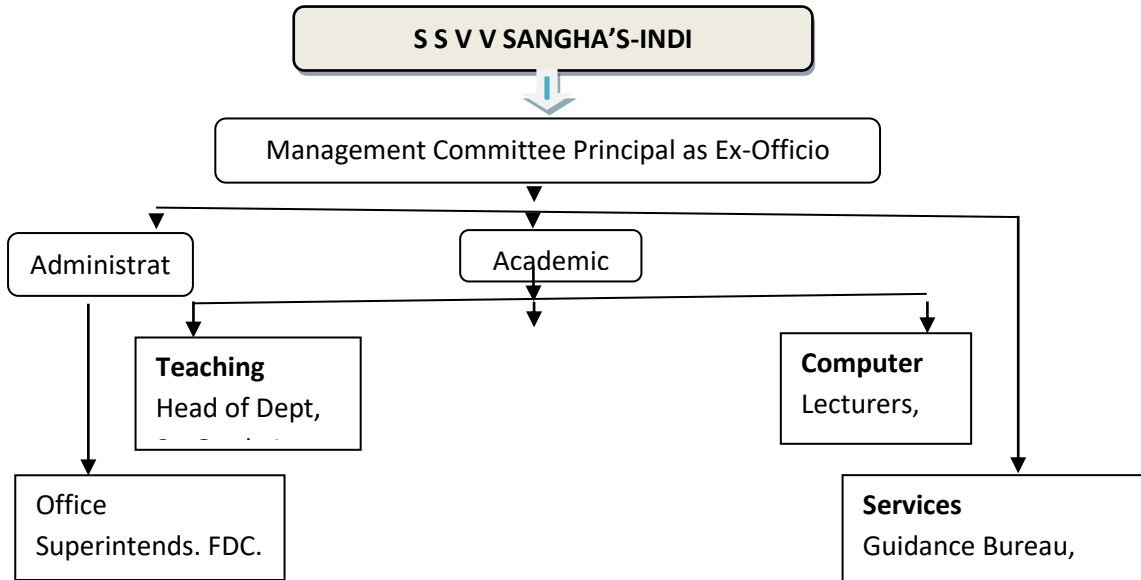 S S V V SANGHA’S-INDI
Management Committee Principal as Ex-Officio
Administrat
Academic
Teaching
Head of Dept,
Computer
Lecturers,
Office
Superintends. FDC.
Services
Guidance Bureau,